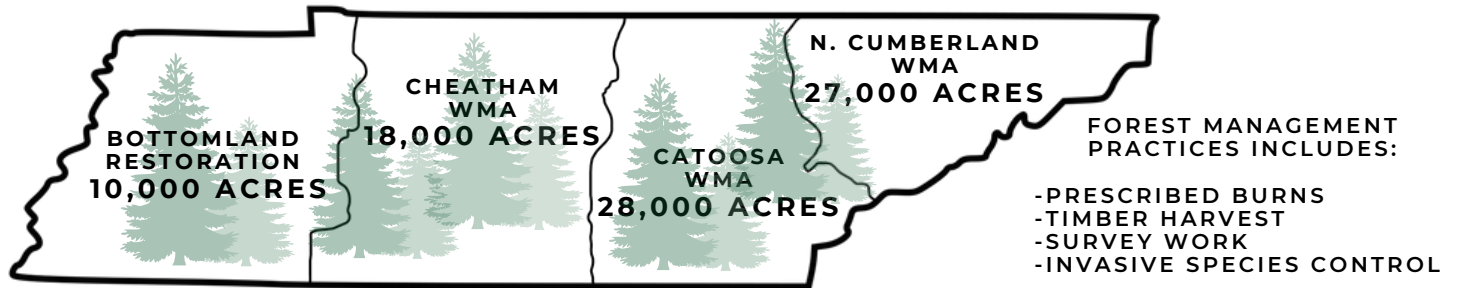 BOTTOMLAND
RESTORATION
10,000 ACRES
CHEATHAM
WMA
18,000 ACRES
CATOOSA
WMA
28,000 ACRES
N. CUMBERLAND
WMA
27,000 ACRES
FOREST MANAGEMENT
PRACTICES INCLUDES:
-PRESCRIBED BURNS
-TIMBER HARVEST
-SURVEY WORK
-INVASIVE SPECIES CONTROL